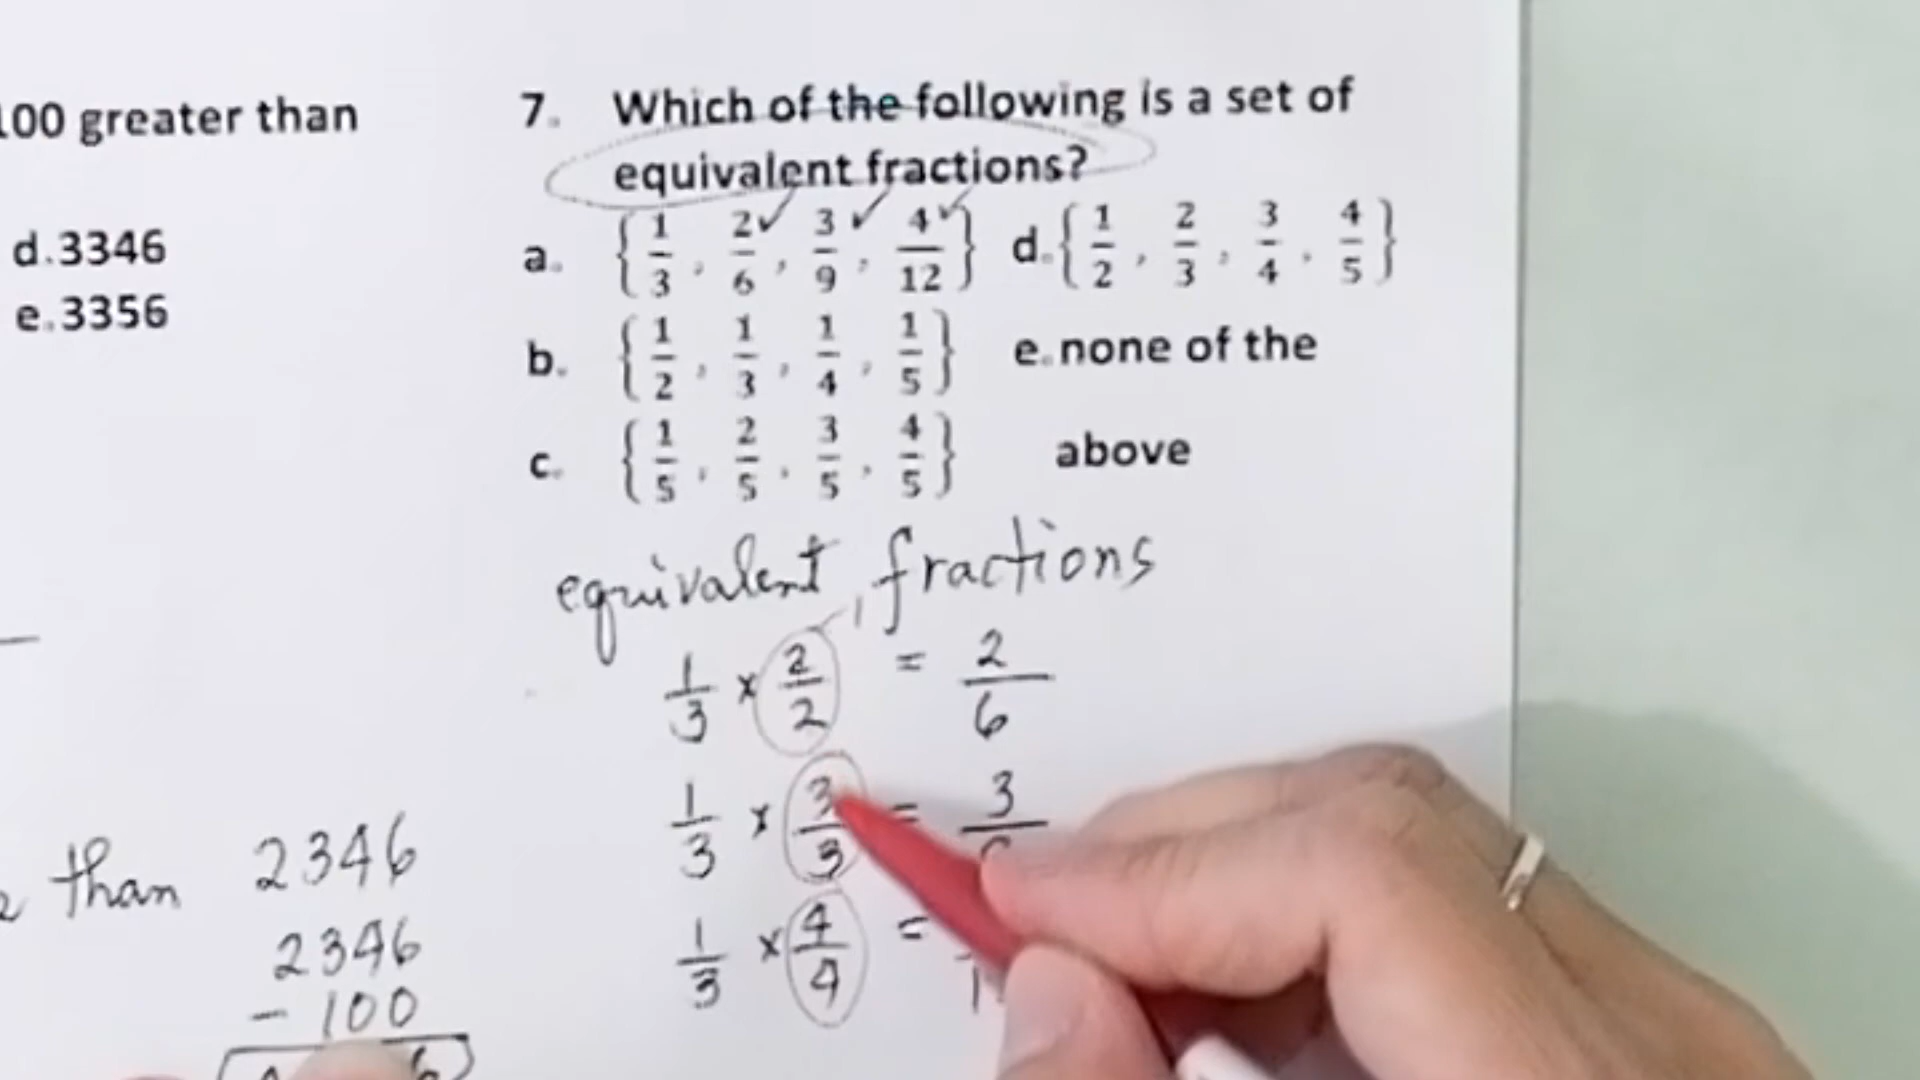 100 greater than
d.3346
e.3356
than 2346
2346
- 100
7. Which of the following is a set of
equivalent fractions?
a. {1/3, 2/6, 3/9, 4/12} d. {1/2, 2/3, 3/4, 4/5}
b. {1/2, 1/3, 1/4, 1/5} e. none of the
c. {1/5, 2/5, 3/5, 4/5} above
equivalent fractions
1/3 × 2/2 = 2/6
1/3 × 3/3 = 3
1/3 × 4/4 =